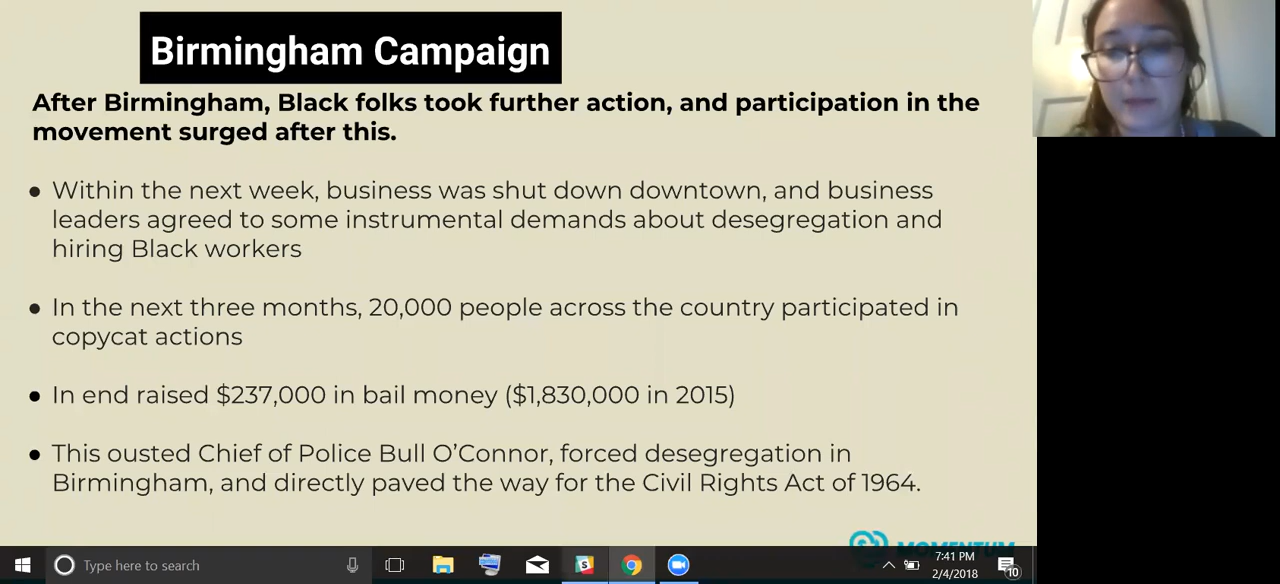 Birmingham Campaign
After Birmingham, Black folks took further action, and participation in the
movement surged after this.
● Within the next week, business was shut down downtown, and business
leaders agreed to some instrumental demands about desegregation and
hiring Black workers
● In the next three months, 20,000 people across the country participated in
copycat actions
● In end raised $237,000 in bail money ($1,830,000 in 2015)
● This ousted Chief of Police Bull O’Connor, forced desegregation in
Birmingham, and directly paved the way for the Civil Rights Act of 1964.
MOMENTUM
Type here to search
7:41 PM
2/4/2018
10